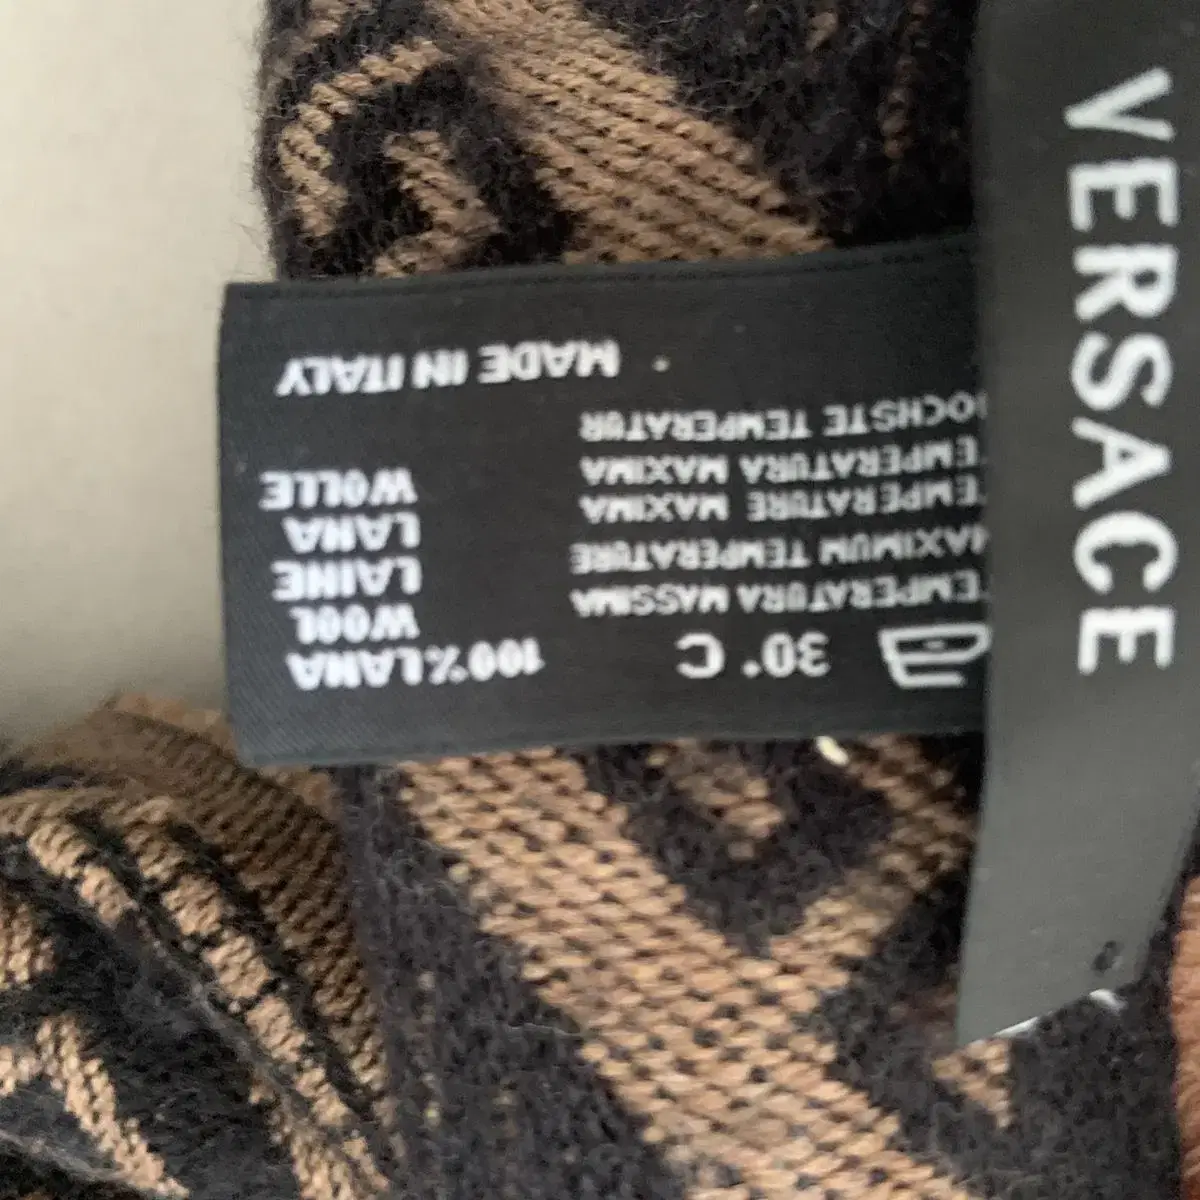 VERSACE
30° C
TEMPERATURA MASSIMA
MAXIMUM TEMPERATURE
TEMPERATURE MAXIMA
TEMPERATURA MAXIMA
HOCHSTE TEMPERATUR
100% LANA
WOOL
LAINE
LANA
WOLLE
MADE IN ITALY